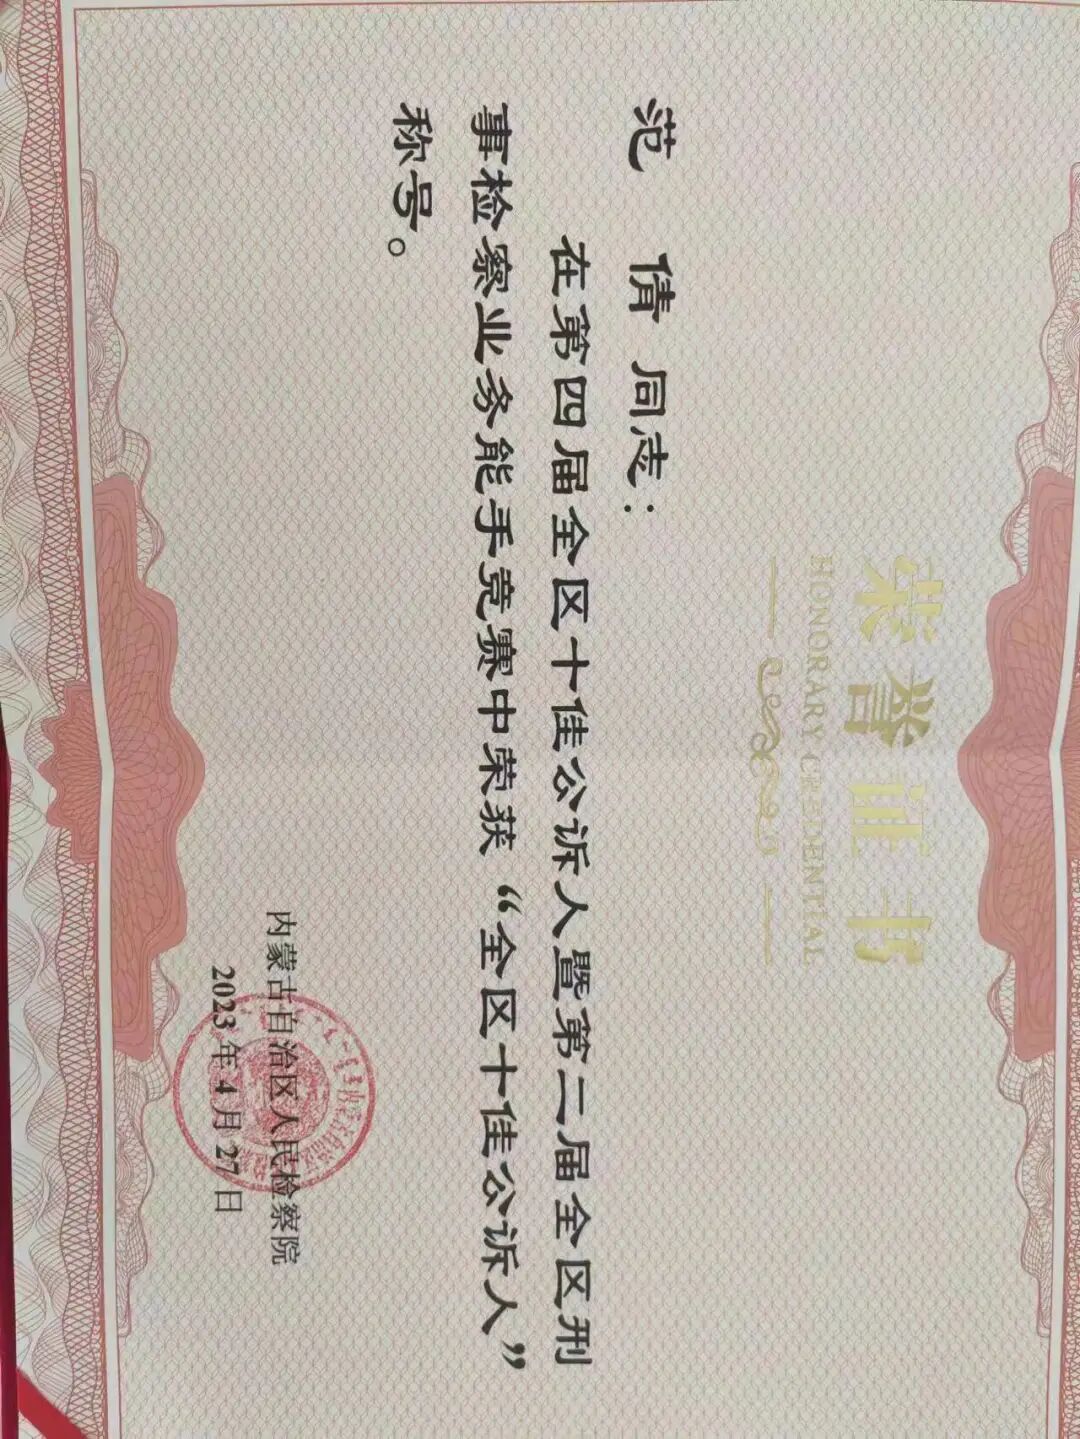 荣誉证书
HONORARY CREDENTIAL
范 倩 同志：
在第四届全区十佳公诉人暨第二届全区刑
事检察业务能手竞赛中荣获“全区十佳公诉人”
称号。
内蒙古自治区人民检察院
2023年4月27日